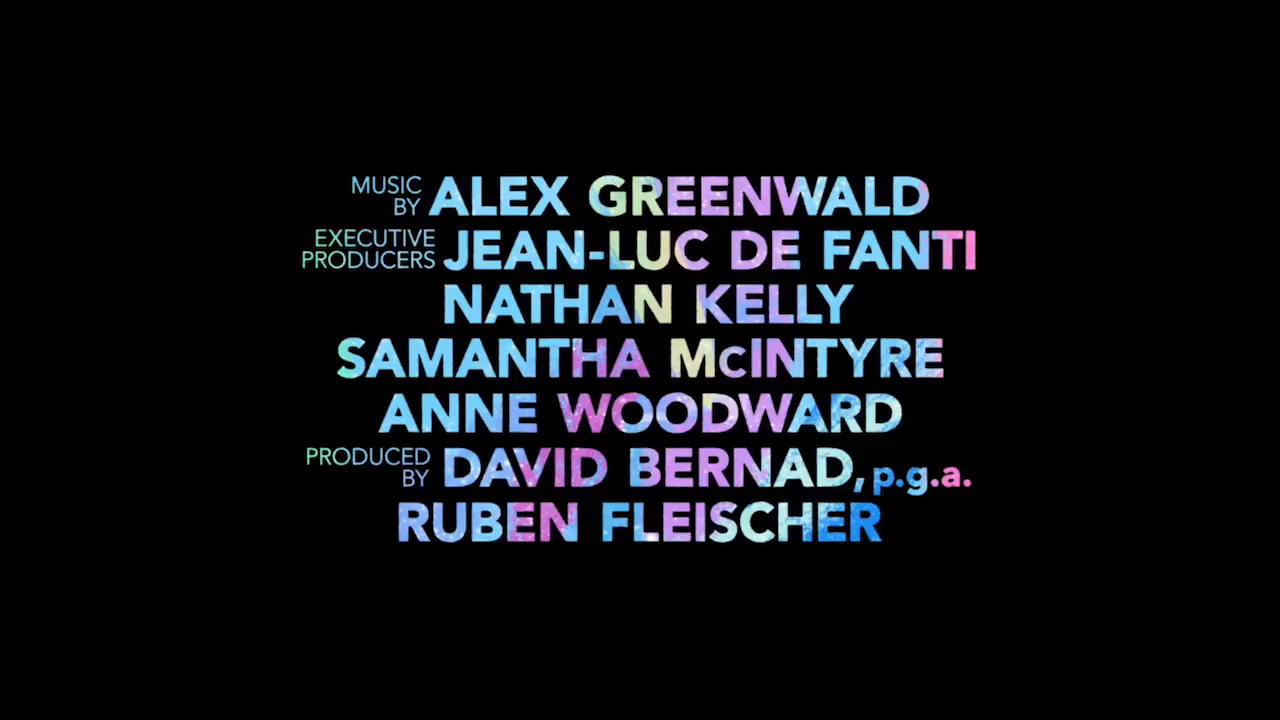 MUSIC BY ALEX GREENWALD
EXECUTIVE PRODUCERS JEAN-LUC DE FANTI
NATHAN KELLY
SAMANTHA McINTYRE
ANNE WOODWARD
PRODUCED BY DAVID BERNAD, p.g.a.
RUBEN FLEISCHER